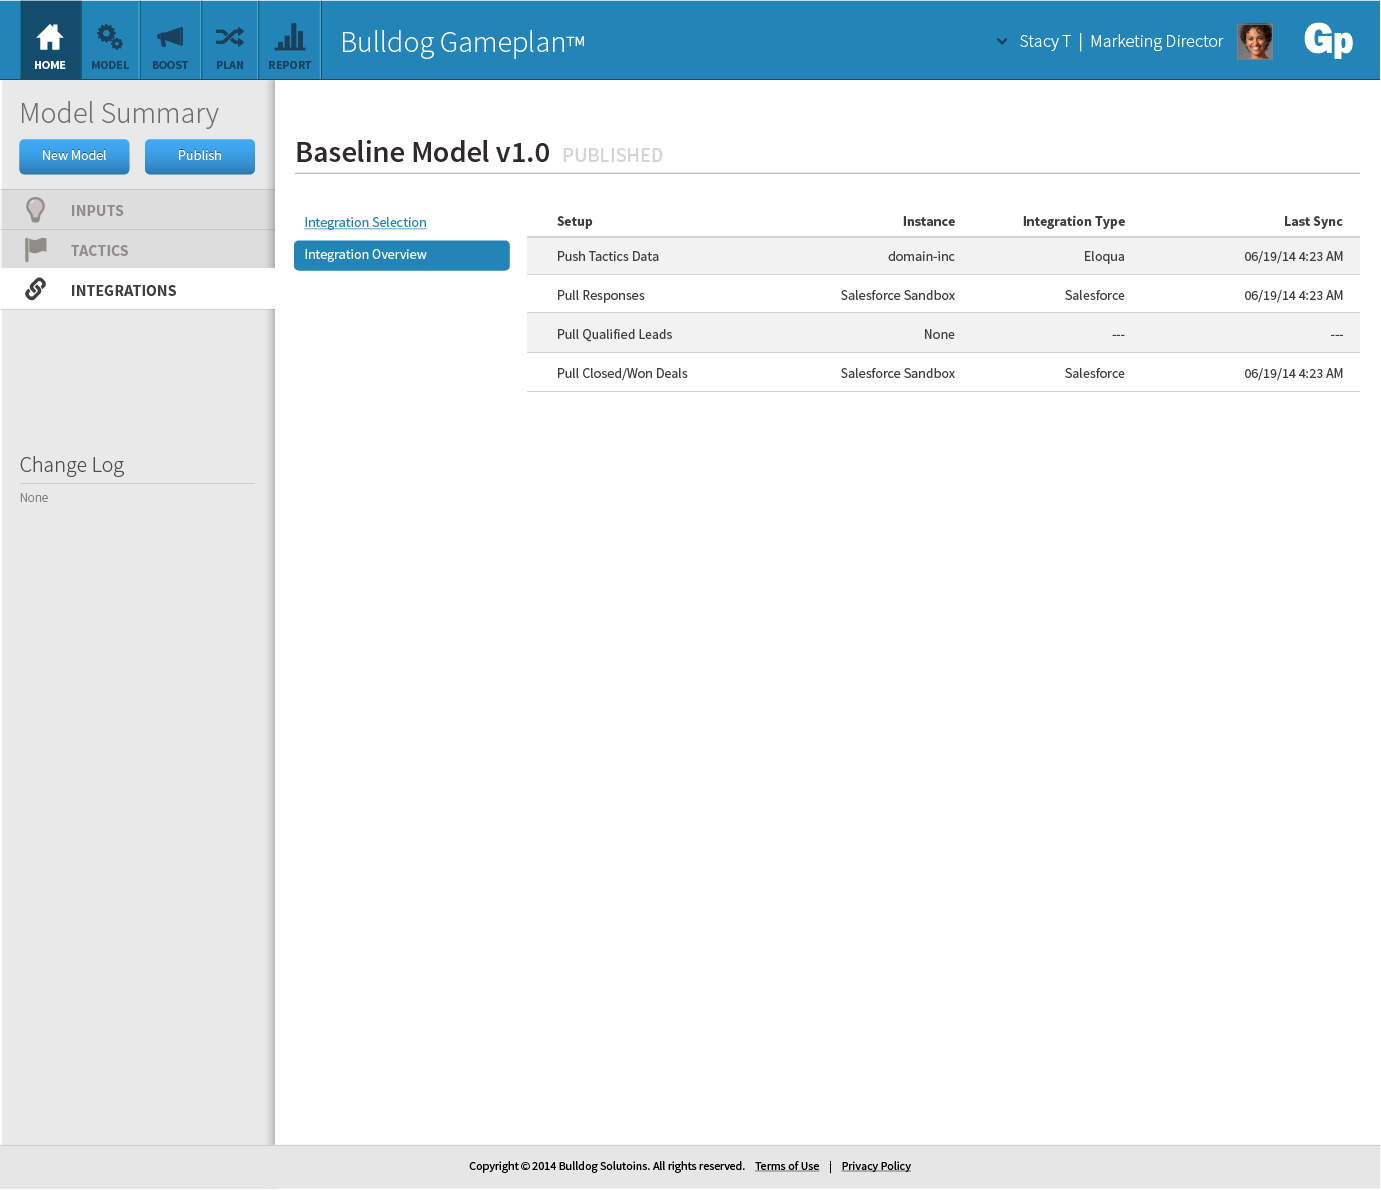 HOME MODEL BOOST PLAN REPORT
Bulldog Gameplan™
Stacy T | Marketing Director
Gp
Model Summary
New Model Publish
INPUTS
TACTICS
INTEGRATIONS
Change Log
None
Baseline Model v1.0 PUBLISHED
Integration Selection
Integration Overview
Setup Instance Integration Type Last Sync
Push Tactics Data domain-inc Eloqua 06/19/14 4:23 AM
Pull Responses Salesforce Sandbox Salesforce 06/19/14 4:23 AM
Pull Qualified Leads None --- ---
Pull Closed/Won Deals Salesforce Sandbox Salesforce 06/19/14 4:23 AM
Copyright © 2014 Bulldog Solutoins. All rights reserved. Terms of Use | Privacy Policy